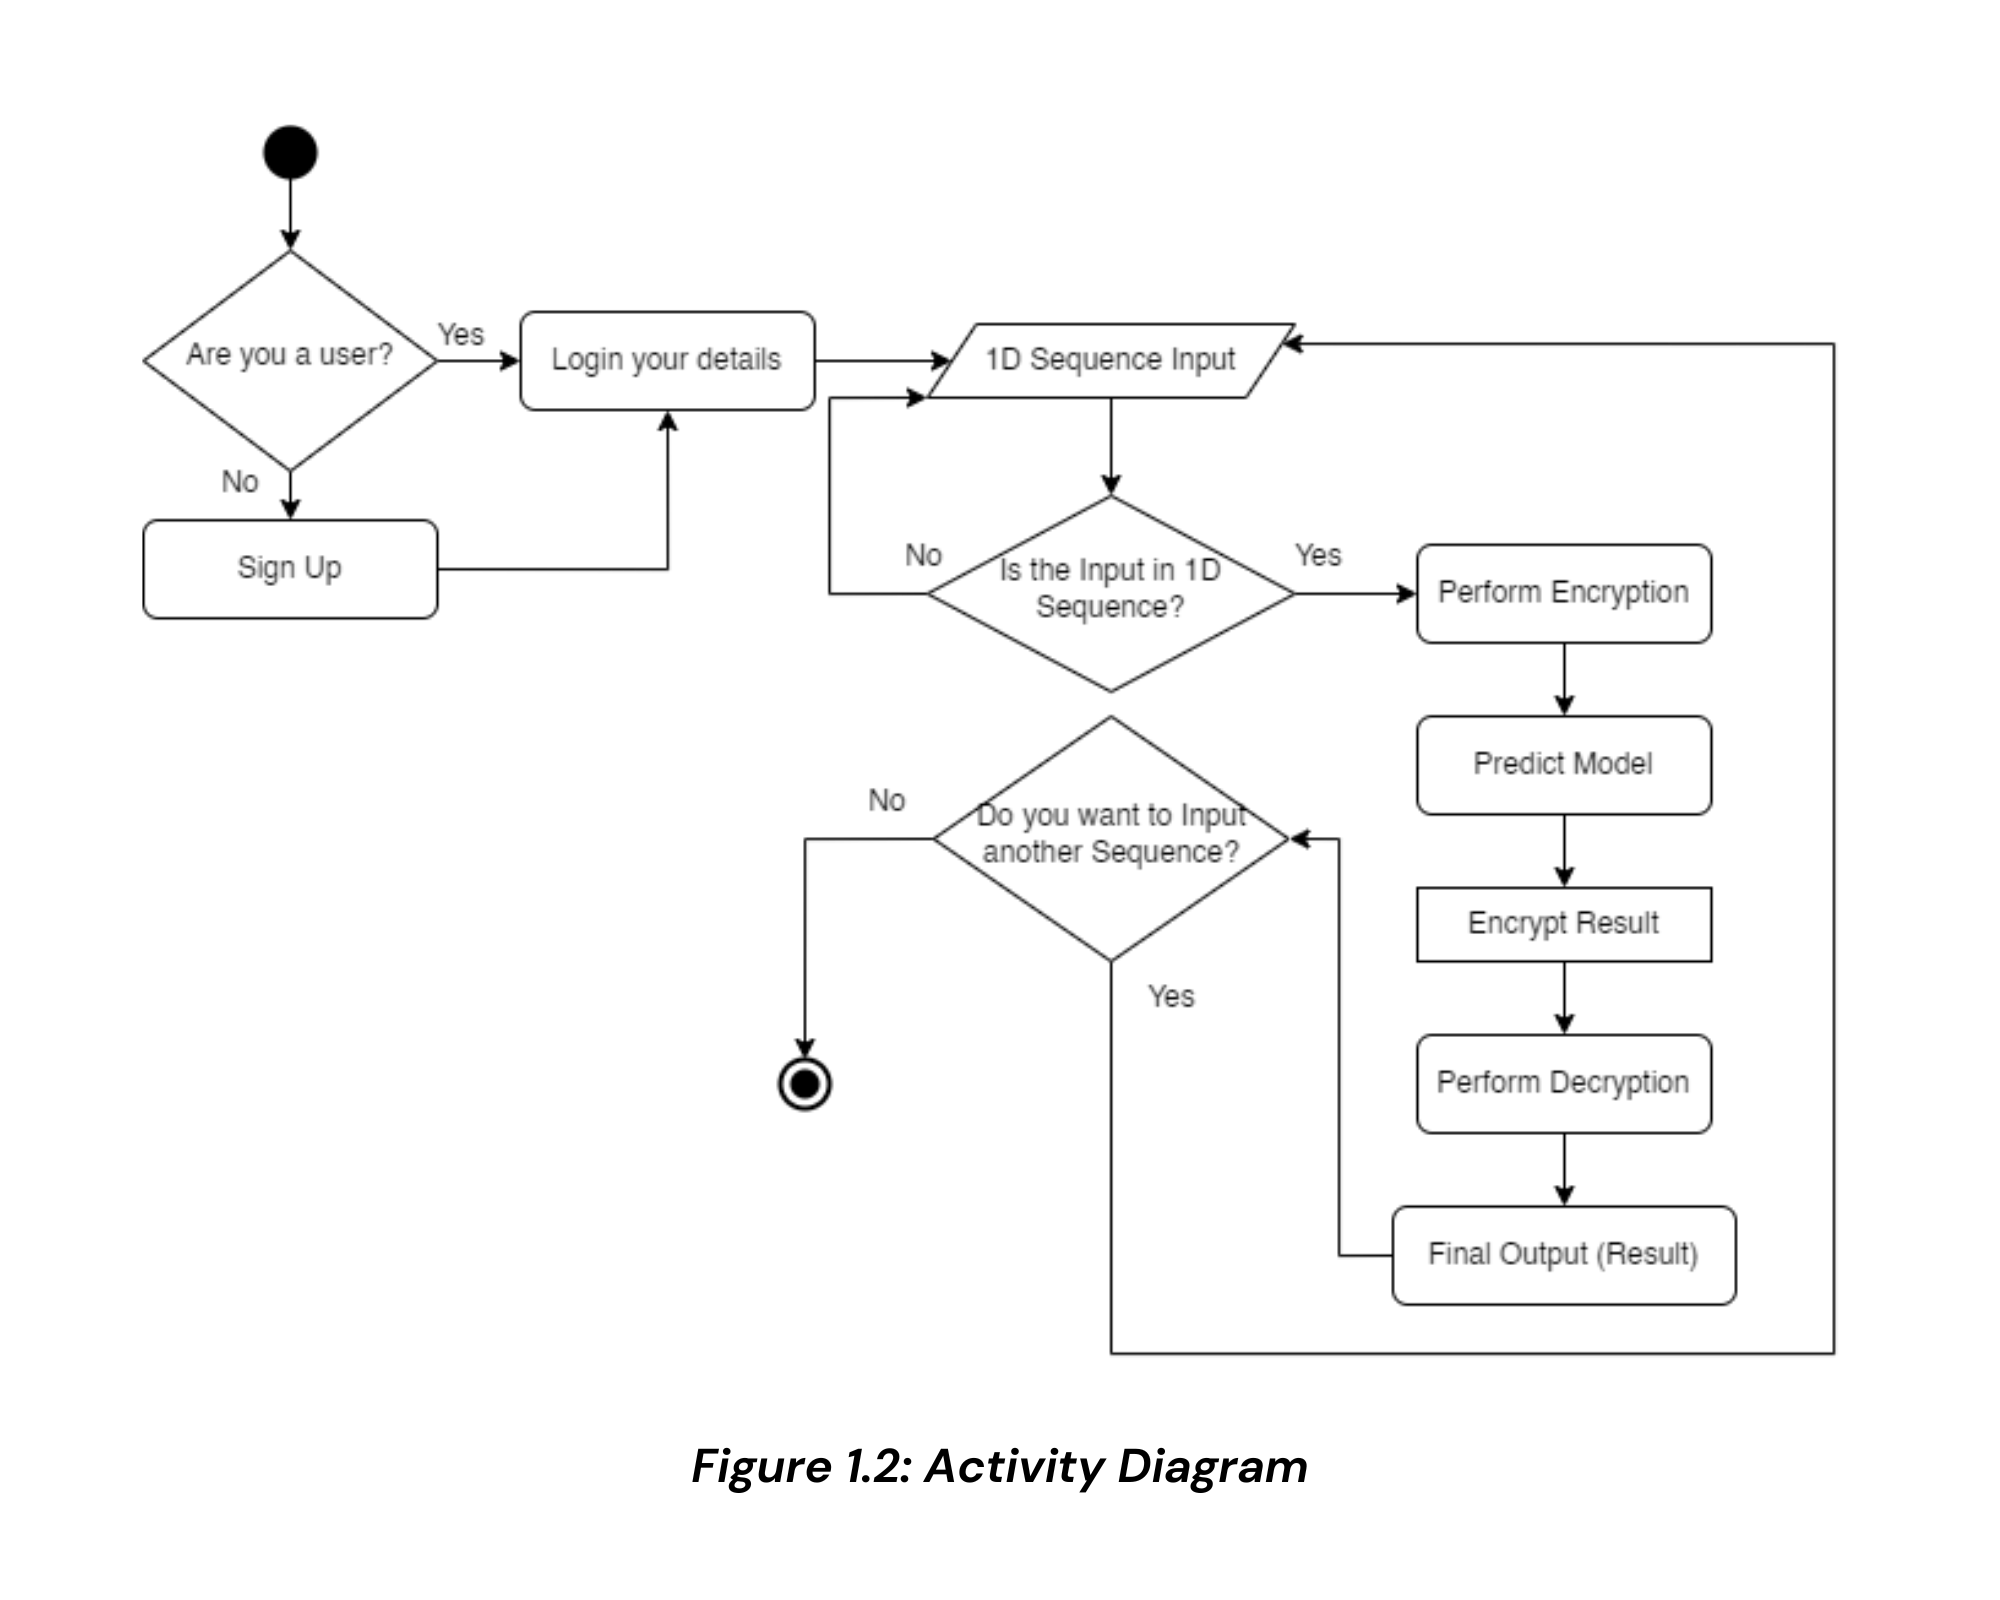 Are you a user?
Yes
No
Sign Up
Login your details
1D Sequence Input
Is the Input in 1D
Sequence?
No
Yes
Perform Encryption
Predict Model
Encrypt Result
Perform Decryption
Final Output (Result)
Do you want to Input
another Sequence?
No
Yes
Figure 1.2: Activity Diagram